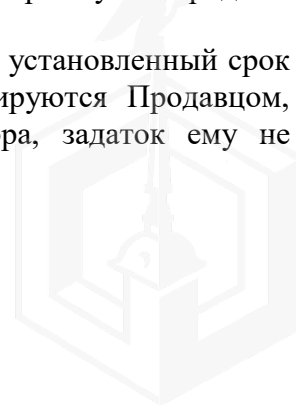 установленный срок
ируются Продавцом,
ра, задаток ему не